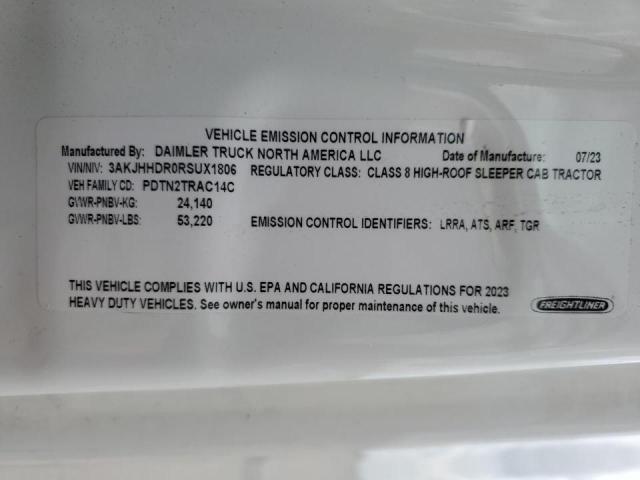 VEHICLE EMISSION CONTROL INFORMATION
Manufactured By: DAIMLER TRUCK NORTH AMERICA LLC Date of Manufacture: 07/23
VIN/NIV: 3AKJHHDR0RSUX1806 REGULATORY CLASS: CLASS 8 HIGH-ROOF SLEEPER CAB TRACTOR
VEH FAMILY CD: PDTN2TRAC14C
GVWR-PNBV-KG: 24,140
GVWR-PNBV-LBS: 53,220 EMISSION CONTROL IDENTIFIERS: LRRA, ATS, ARF, TGR
THIS VEHICLE COMPLIES WITH U.S. EPA AND CALIFORNIA REGULATIONS FOR 2023
HEAVY DUTY VEHICLES. See owner's manual for proper maintenance of this vehicle.
FREIGHTLINER